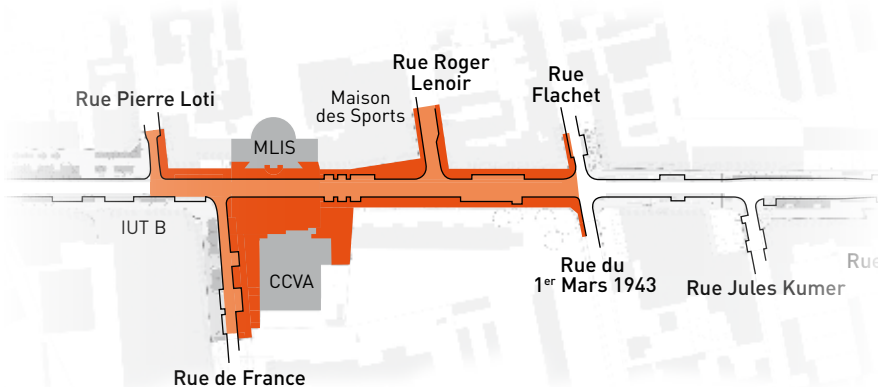 Rue Roger
Lenoir
Rue
Flachet
Rue Pierre Loti
Maison
des Sports
MLIS
IUT B
CCVA
Rue du
1er Mars 1943
Rue Jules Kumer
Rue
Rue de France